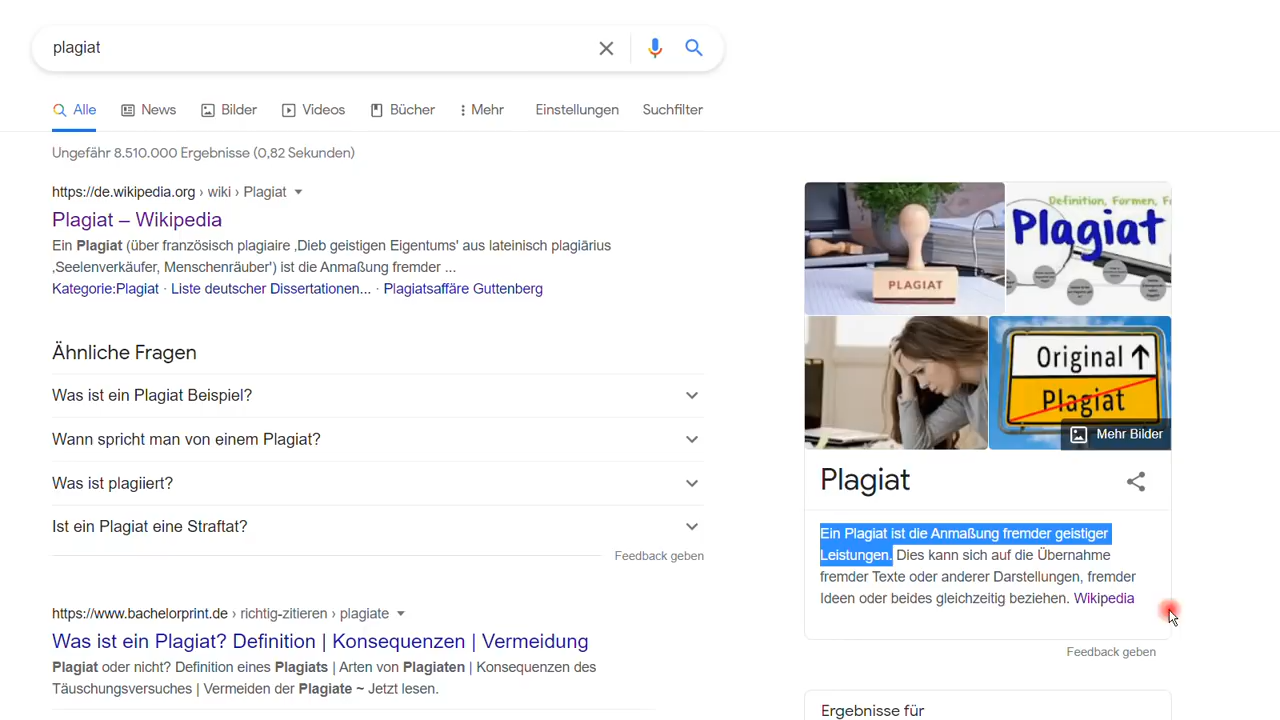 plagiat
Alle News Bilder Videos Bücher Mehr Einstellungen Suchfilter
Ungefähr 8.510.000 Ergebnisse (0,82 Sekunden)
https://de.wikipedia.org › wiki › Plagiat
Plagiat – Wikipedia
Ein Plagiat (über französisch plagiaire ‚Dieb geistigen Eigentums' aus lateinisch plagiārius
‚Seelenverkäufer, Menschenräuber') ist die Anmaßung fremder ...
Kategorie:Plagiat · Liste deutscher Dissertationen... · Plagiatsaffäre Guttenberg
Ähnliche Fragen
Was ist ein Plagiat Beispiel?
Wann spricht man von einem Plagiat?
Was ist plagiiert?
Ist ein Plagiat eine Straftat?
Feedback geben
https://www.bachelorprint.de › richtig-zitieren › plagiate
Was ist ein Plagiat? Definition | Konsequenzen | Vermeidung
Plagiat oder nicht? Definition eines Plagiats | Arten von Plagiaten | Konsequenzen des
Täuschungsversuches | Vermeiden der Plagiate ~ Jetzt lesen.
PLAGIAT
Definition, Formen, F
Plagiat
Original
Plagiat
Mehr Bilder
Plagiat
Ein Plagiat ist die Anmaßung fremder geistiger
Leistungen. Dies kann sich auf die Übernahme
fremder Texte oder anderer Darstellungen, fremder
Ideen oder beides gleichzeitig beziehen. Wikipedia
Feedback geben
Ergebnisse für